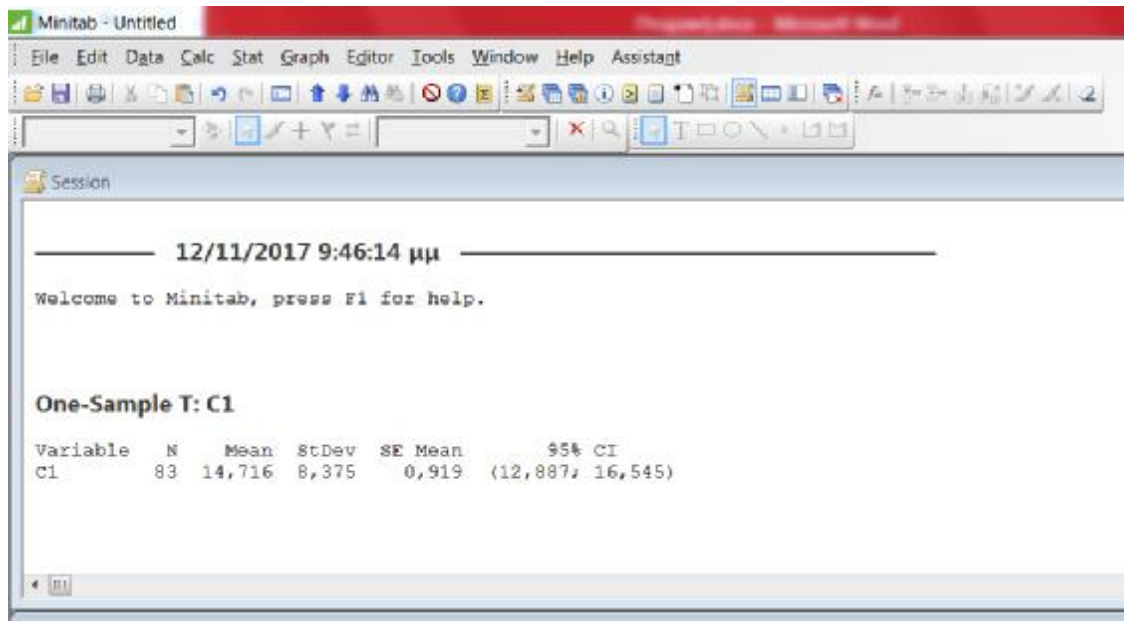 Minitab - Untitled
File Edit Data Calc Stat Graph Editor Tools Window Help Assistant
Session
12/11/2017 9:46:14 μμ
Welcome to Minitab, press F1 for help.
One-Sample T: C1
Variable N Mean StDev SE Mean 95% CI
C1 83 14,716 8,375 0,919 (12,887; 16,545)